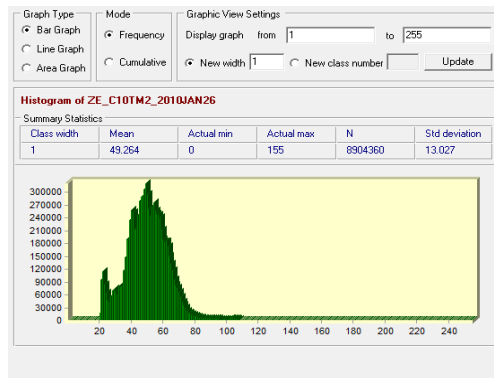 Graph Type
Mode
Graphic View Settings
Bar Graph
Line Graph
Area Graph
Frequency
Cumulative
Display graph from 1 to 255
New width 1 New class number Update
Histogram of ZE_C10TM2_2010JAN26
Summary Statistics
Class width Mean Actual min Actual max N Std deviation
1 49.264 0 155 8904360 13.027
300000
270000
240000
210000
180000
150000
120000
90000
60000
30000
0
20 40 60 80 100 120 140 160 180 200 220 240